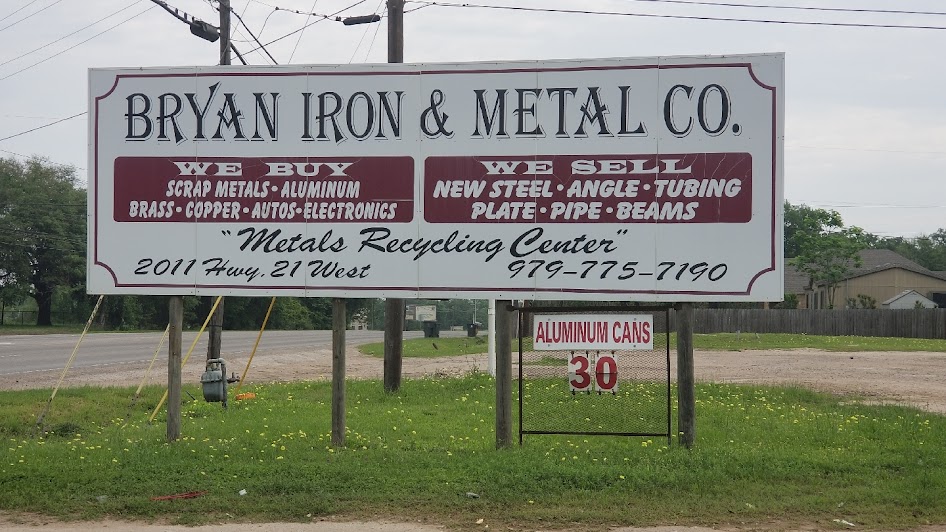 BRYAN IRON & METAL CO.
WE BUY
SCRAP METALS • ALUMINUM
BRASS • COPPER • AUTOS • ELECTRONICS
WE SELL
NEW STEEL • ANGLE • TUBING
PLATE • PIPE • BEAMS
"Metals Recycling Center"
2011 Hwy. 21 West
979-775-7190
ALUMINUM CANS
30